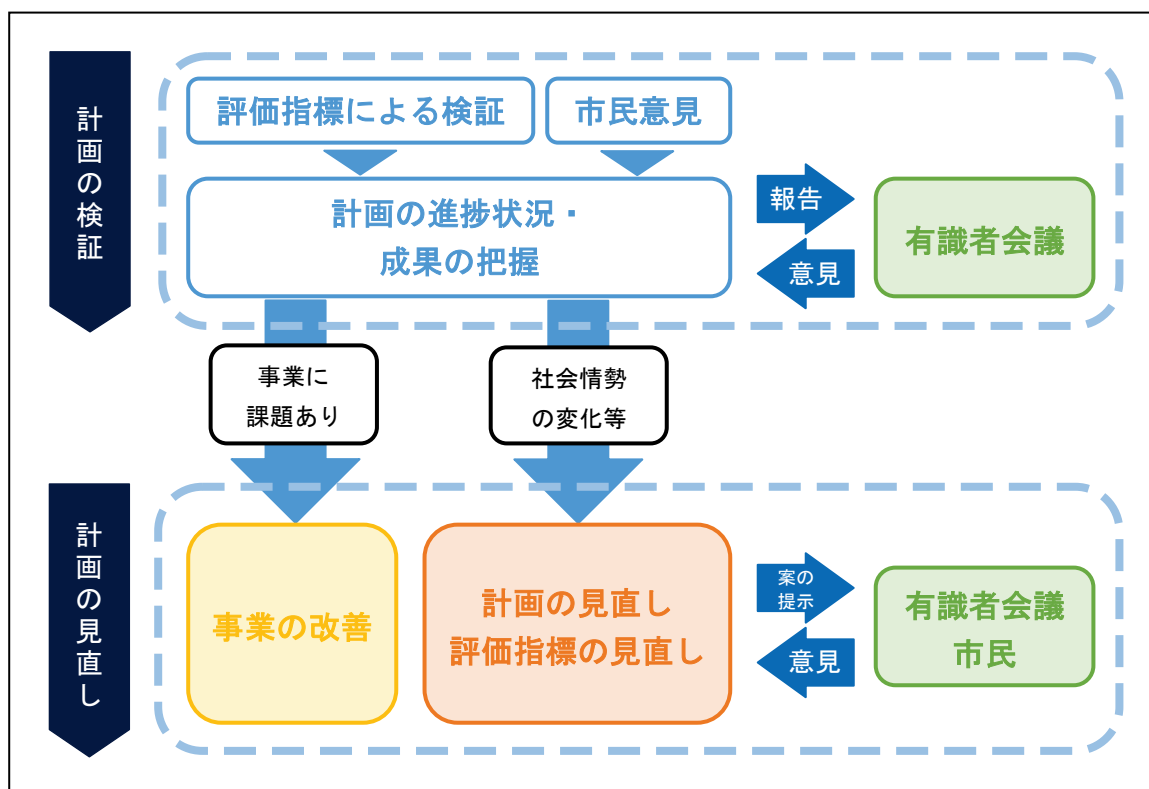 計画の検証
評価指標による検証
市民意見
計画の進捗状況・
成果の把握
報告
意見
有識者会議
事業に
課題あり
社会情勢
の変化等
計画の見直し
事業の改善
計画の見直し
評価指標の見直し
案の
提示
意見
有識者会議
市民